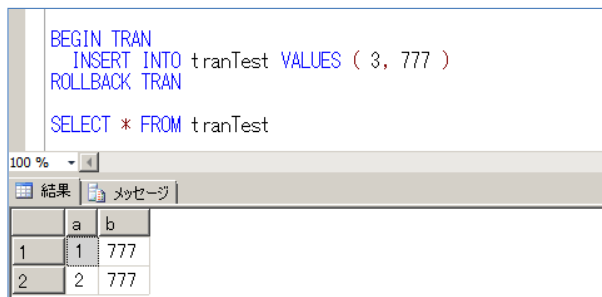 BEGIN TRAN
INSERT INTO tranTest VALUES ( 3, 777 )
ROLLBACK TRAN
SELECT * FROM tranTest
100 %
結果 メッセージ
a b
1 1 777
2 2 777